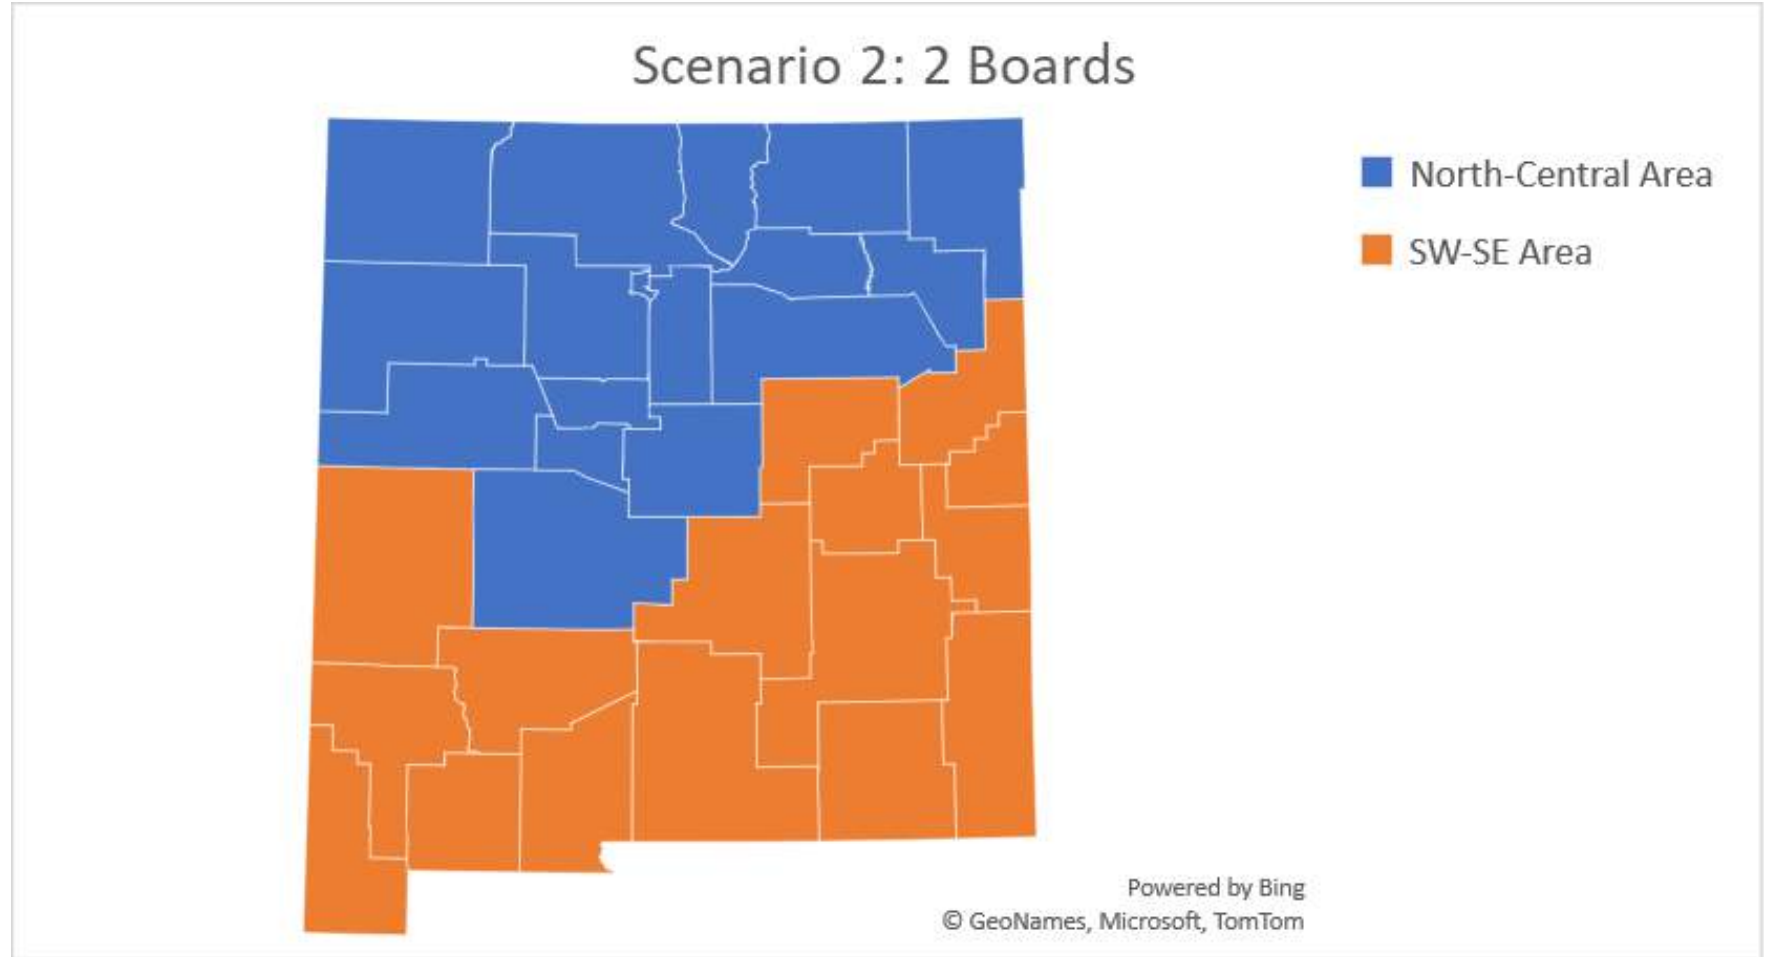 Scenario 2: 2 Boards
North-Central Area
SW-SE Area
Powered by Bing
© GeoNames, Microsoft, TomTom